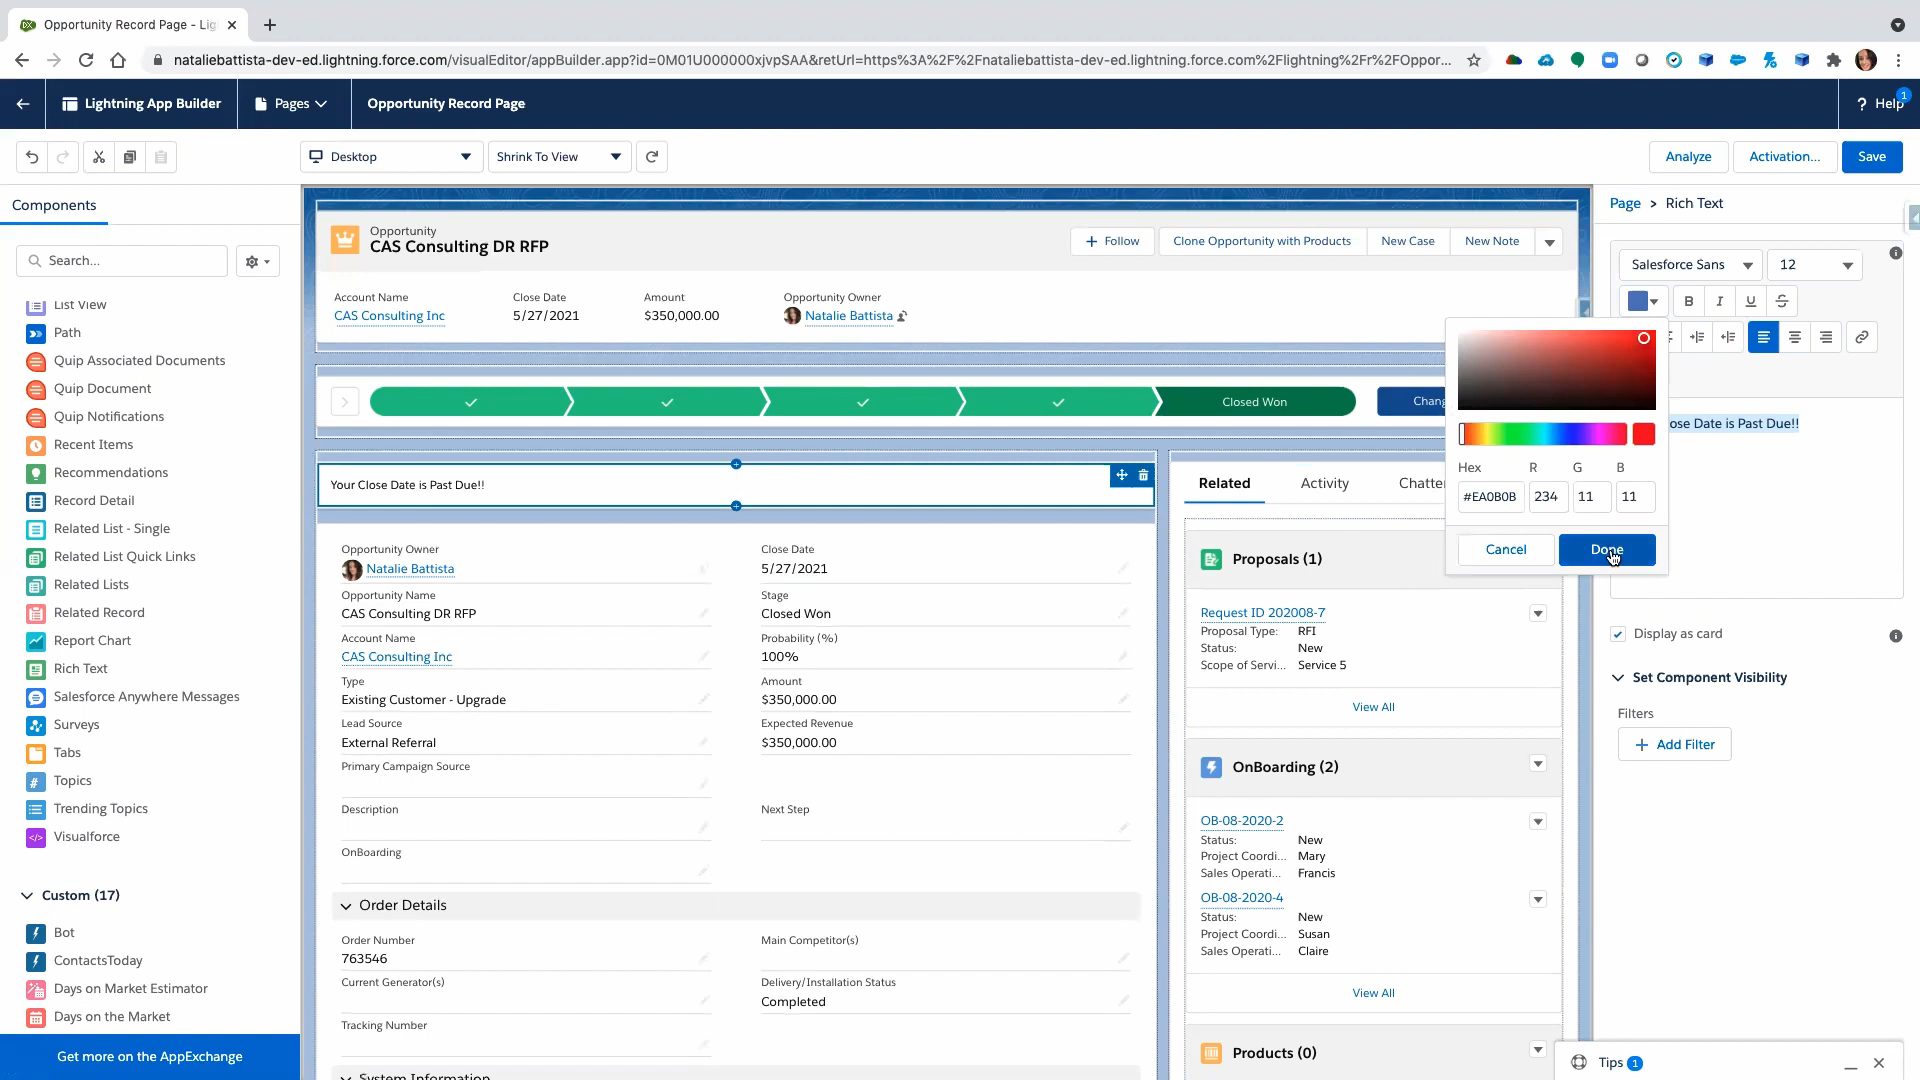 Opportunity Record Page - Lig
nataliebattista-dev-ed.lightning.force.com/visualEditor/appBuilder.app?id=0M01U000000xjvpSAA&retUrl=https%3A%2F%2Fnataliebattista-dev-ed.lightning.force.com%2Flightning%2Fr%2FOppor...
Lightning App Builder
Pages
Opportunity Record Page
? Help
1
Desktop
Shrink To View
Analyze
Activation...
Save
Components
Search...
List View
Path
Quip Associated Documents
Quip Document
Quip Notifications
Recent Items
Recommendations
Record Detail
Related List - Single
Related List Quick Links
Related Lists
Related Record
Report Chart
Rich Text
Salesforce Anywhere Messages
Surveys
Tabs
Topics
Trending Topics
Visualforce
Custom (17)
Bot
ContactsToday
Days on Market Estimator
Days on the Market
Get more on the AppExchange
Opportunity
CAS Consulting DR RFP
Follow
Clone Opportunity with Products
New Case
New Note
Account Name
CAS Consulting Inc
Close Date
5/27/2021
Amount
$350,000.00
Opportunity Owner
Natalie Battista
Closed Won
Chang
Your Close Date is Past Due!!
Opportunity Owner
Natalie Battista
Close Date
5/27/2021
Opportunity Name
CAS Consulting DR RFP
Stage
Closed Won
Account Name
CAS Consulting Inc
Probability (%)
100%
Type
Existing Customer - Upgrade
Amount
$350,000.00
Lead Source
External Referral
Expected Revenue
$350,000.00
Primary Campaign Source
Description
Next Step
OnBoarding
Order Details
Order Number
763546
Main Competitor(s)
Current Generator(s)
Delivery/Installation Status
Completed
Tracking Number
System Information
Related
Activity
Chatter
Proposals (1)
Request ID 202008-7
Proposal Type: RFI
Status: New
Scope of Servi... Service 5
View All
OnBoarding (2)
OB-08-2020-2
Status: New
Project Coordi... Mary
Sales Operati... Francis
OB-08-2020-4
Status: New
Project Coordi... Susan
Sales Operati... Claire
View All
Products (0)
Page > Rich Text
Salesforce Sans
12
B I U S
ose Date is Past Due!!
Hex R G B
#EA0B0B 234 11 11
Cancel
Done
Display as card
Set Component Visibility
Filters
Add Filter
Tips 1